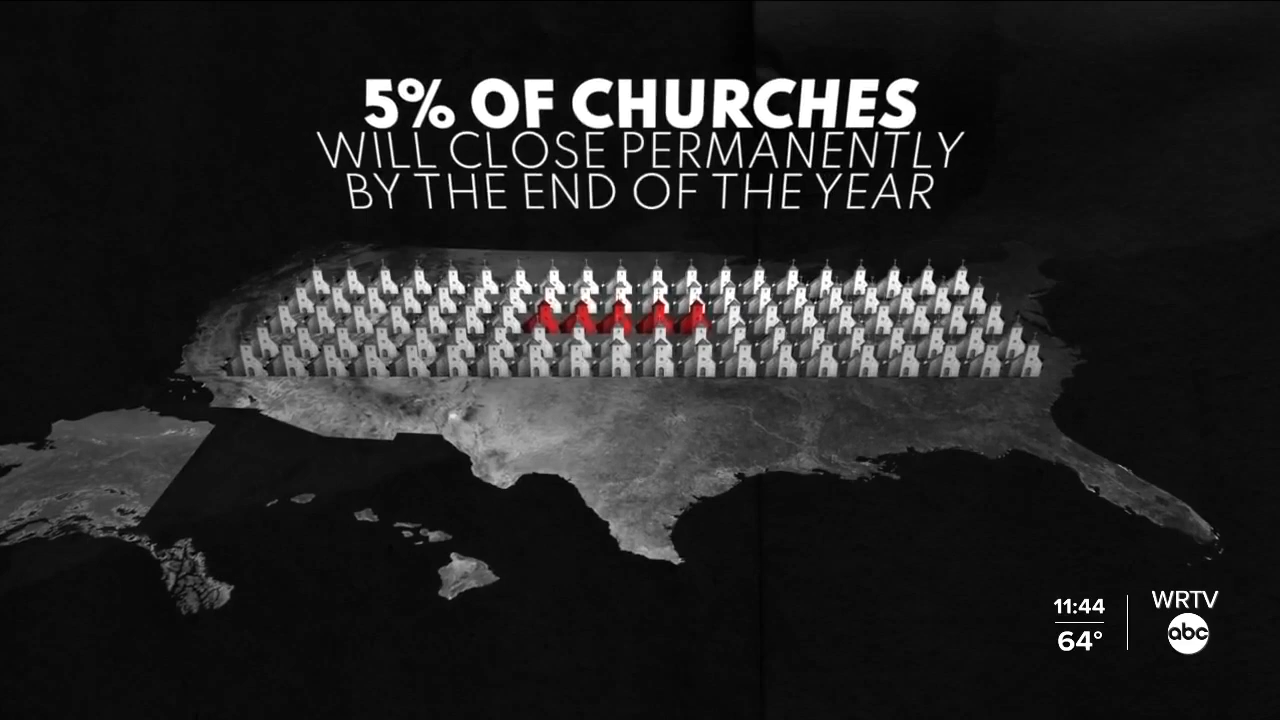 5% OF CHURCHES
WILL CLOSE PERMANENTLY
BY THE END OF THE YEAR
11:44
64°
WRTV
abc